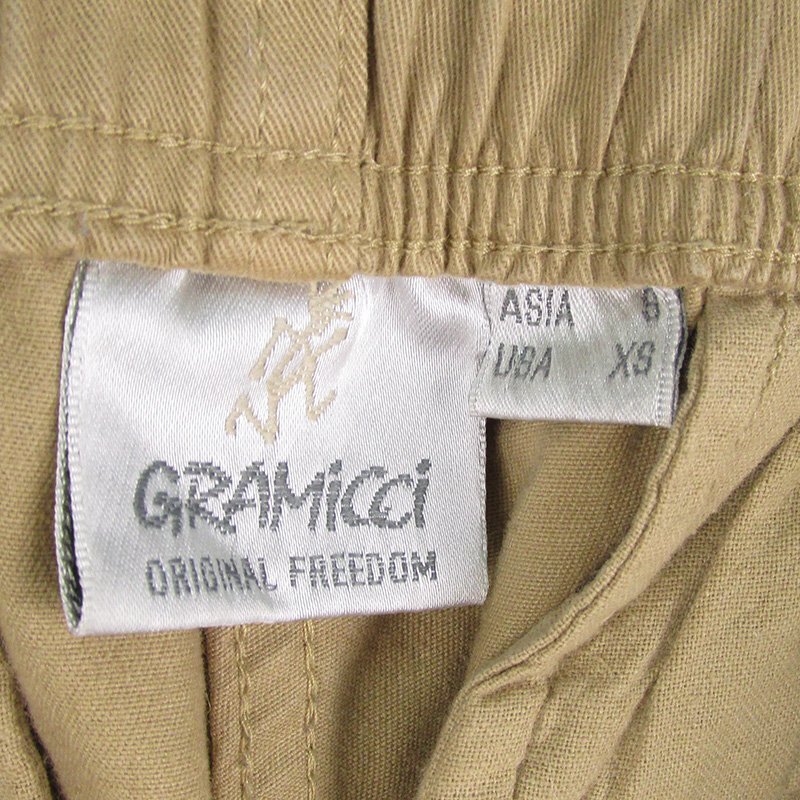 GRAMiCCi
ORIGINAL FREEDOM
ASIA
USA XS